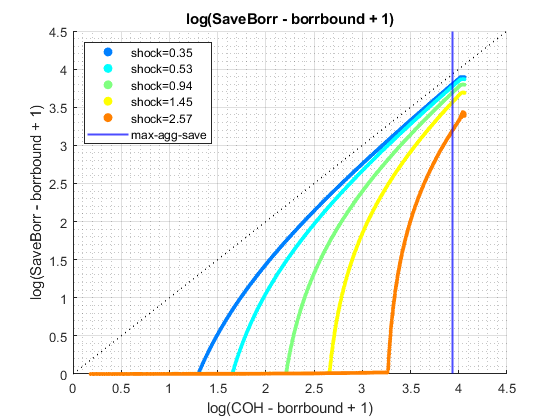 log(SaveBorr - borrbound + 1)
4.5
4
3.5
3
2.5
2
1.5
1
0.5
0
log(SaveBorr - borrbound + 1)
shock=0.35
shock=0.53
shock=0.94
shock=1.45
shock=2.57
max-agg-save
0 0.5 1 1.5 2 2.5 3 3.5 4 4.5
log(COH - borrbound + 1)